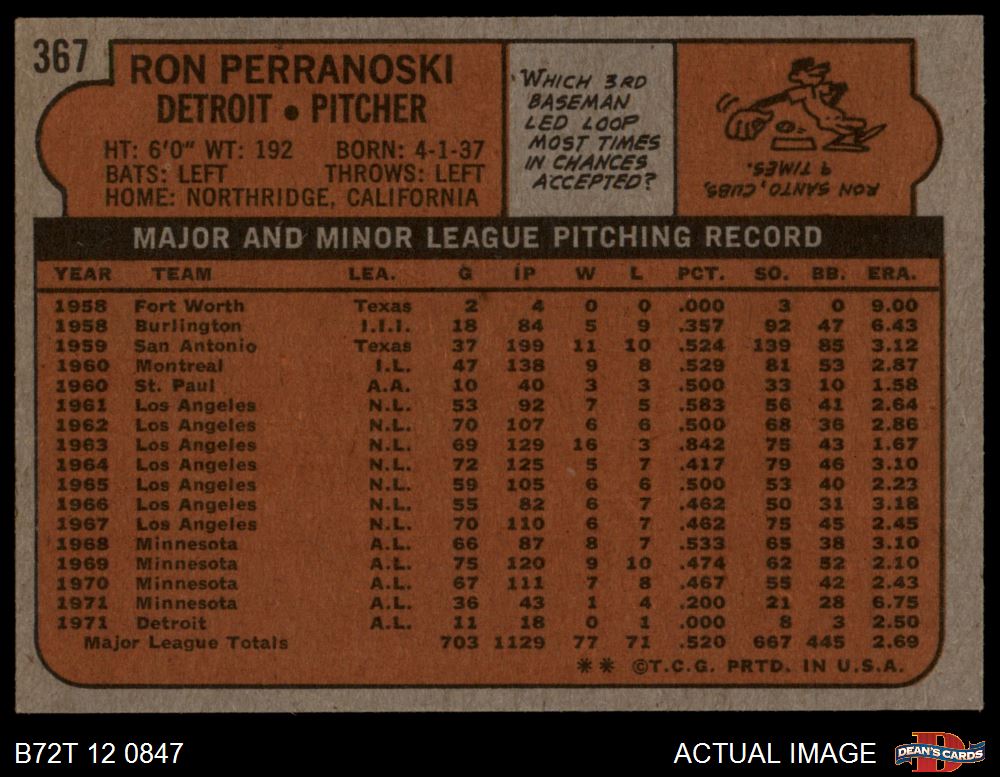 367
RON PERRANOSKI
DETROIT • PITCHER
HT: 6'0" WT: 192 BORN: 4-1-37
BATS: LEFT THROWS: LEFT
HOME: NORTHRIDGE, CALIFORNIA
WHICH 3RD
BASEMAN
LED LOOP
MOST TIMES
IN CHANCES
ACCEPTED?
RON SANTO, CUBS,
9 TIMES.
MAJOR AND MINOR LEAGUE PITCHING RECORD
YEAR TEAM LEA. G IP W L PCT. SO. BB. ERA.
1958 Fort Worth Texas 2 4 0 0 .000 3 0 9.00
1958 Burlington I.I.I. 18 84 5 9 .357 92 47 6.43
1959 San Antonio Texas 37 199 11 10 .524 139 85 3.12
1960 Montreal I.L. 47 138 9 8 .529 81 53 2.87
1960 St. Paul A.A. 10 40 3 3 .500 33 10 1.58
1961 Los Angeles N.L. 53 92 7 5 .583 56 41 2.64
1962 Los Angeles N.L. 70 107 6 6 .500 68 36 2.86
1963 Los Angeles N.L. 69 129 16 3 .842 75 43 1.67
1964 Los Angeles N.L. 72 125 5 7 .417 79 46 3.10
1965 Los Angeles N.L. 59 105 6 6 .500 53 40 2.23
1966 Los Angeles N.L. 55 82 6 7 .462 50 31 3.18
1967 Los Angeles N.L. 70 110 6 7 .462 75 45 2.45
1968 Minnesota A.L. 66 87 8 7 .533 65 38 3.10
1969 Minnesota A.L. 75 120 9 10 .474 62 52 2.10
1970 Minnesota A.L. 67 111 7 8 .467 55 42 2.43
1971 Minnesota A.L. 36 43 1 4 .200 21 28 6.75
1971 Detroit A.L. 11 18 0 1 .000 8 3 2.50
Major League Totals 703 1129 77 71 .520 667 445 2.69
** ©T.C.G. PRTD. IN U.S.A.
B72T 12 0847 ACTUAL IMAGE
D
DEAN'S CARDS